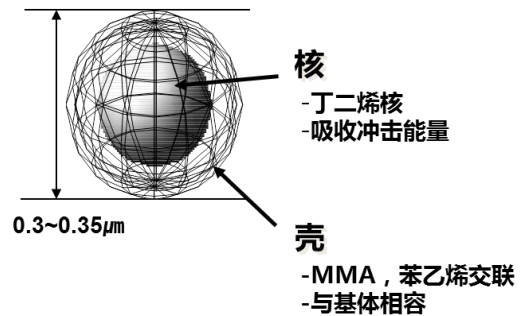 核
-丁二烯核
-吸收冲击能量
0.3~0.35μm
壳
-MMA，苯乙烯交联
-与基体相容